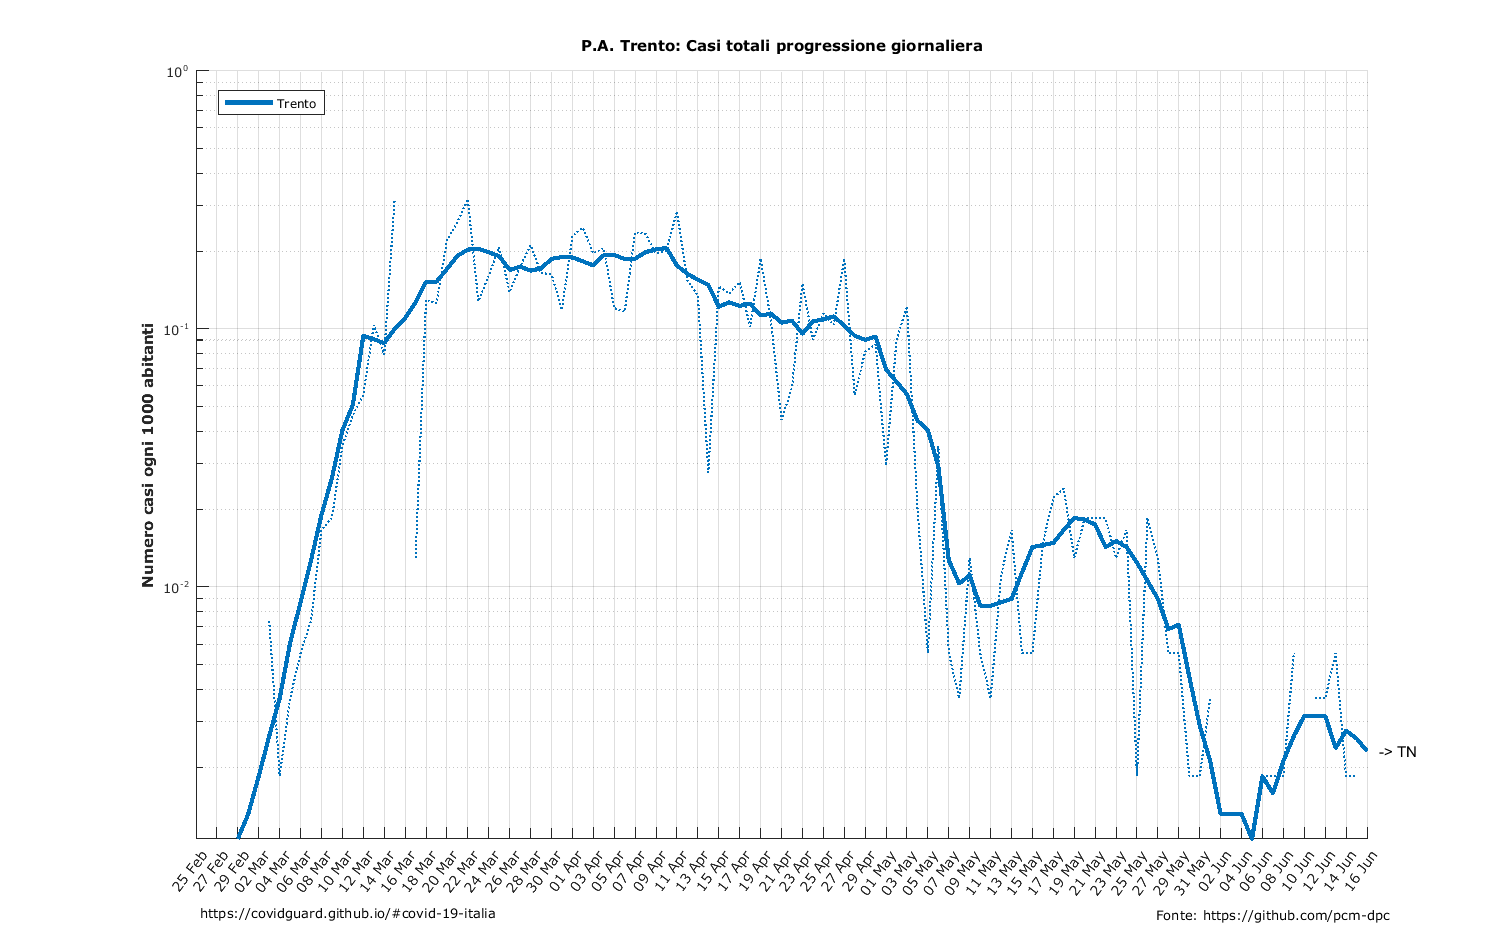 P.A. Trento: Casi totali progressione giornaliera
10^0
Trento
10^-1
10^-2
Numero casi ogni 1000 abitanti
-> TN
25 Feb
27 Feb
29 Feb
02 Mar
04 Mar
06 Mar
08 Mar
10 Mar
12 Mar
14 Mar
16 Mar
18 Mar
20 Mar
22 Mar
24 Mar
26 Mar
28 Mar
30 Mar
01 Apr
03 Apr
05 Apr
07 Apr
09 Apr
11 Apr
13 Apr
15 Apr
17 Apr
19 Apr
21 Apr
23 Apr
25 Apr
27 Apr
29 Apr
01 May
03 May
05 May
07 May
09 May
11 May
13 May
15 May
17 May
19 May
21 May
23 May
25 May
27 May
29 May
31 May
02 Jun
04 Jun
06 Jun
08 Jun
10 Jun
12 Jun
14 Jun
16 Jun
https://covidguard.github.io/#covid-19-italia
Fonte: https://github.com/pcm-dpc